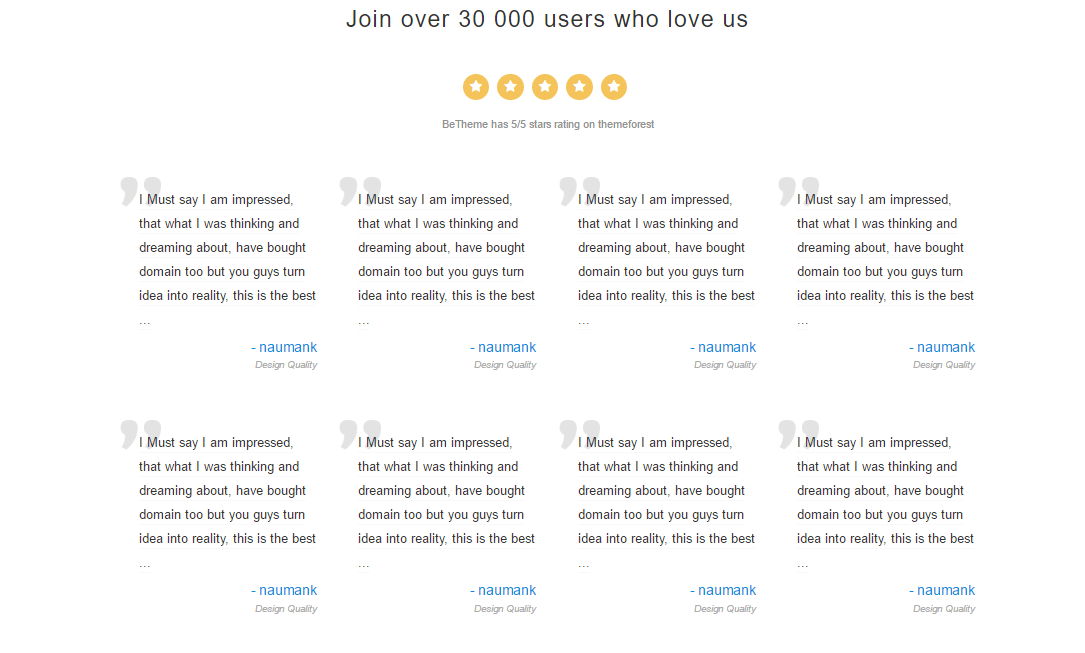 Join over 30 000 users who love us
BeTheme has 5/5 stars rating on themeforest
I Must say I am impressed,
that what I was thinking and
dreaming about, have bought
domain too but you guys turn
idea into reality, this is the best
...
- naumank
Design Quality
I Must say I am impressed,
that what I was thinking and
dreaming about, have bought
domain too but you guys turn
idea into reality, this is the best
...
- naumank
Design Quality
I Must say I am impressed,
that what I was thinking and
dreaming about, have bought
domain too but you guys turn
idea into reality, this is the best
...
- naumank
Design Quality
I Must say I am impressed,
that what I was thinking and
dreaming about, have bought
domain too but you guys turn
idea into reality, this is the best
...
- naumank
Design Quality
I Must say I am impressed,
that what I was thinking and
dreaming about, have bought
domain too but you guys turn
idea into reality, this is the best
...
- naumank
Design Quality
I Must say I am impressed,
that what I was thinking and
dreaming about, have bought
domain too but you guys turn
idea into reality, this is the best
...
- naumank
Design Quality
I Must say I am impressed,
that what I was thinking and
dreaming about, have bought
domain too but you guys turn
idea into reality, this is the best
...
- naumank
Design Quality
I Must say I am impressed,
that what I was thinking and
dreaming about, have bought
domain too but you guys turn
idea into reality, this is the best
...
- naumank
Design Quality